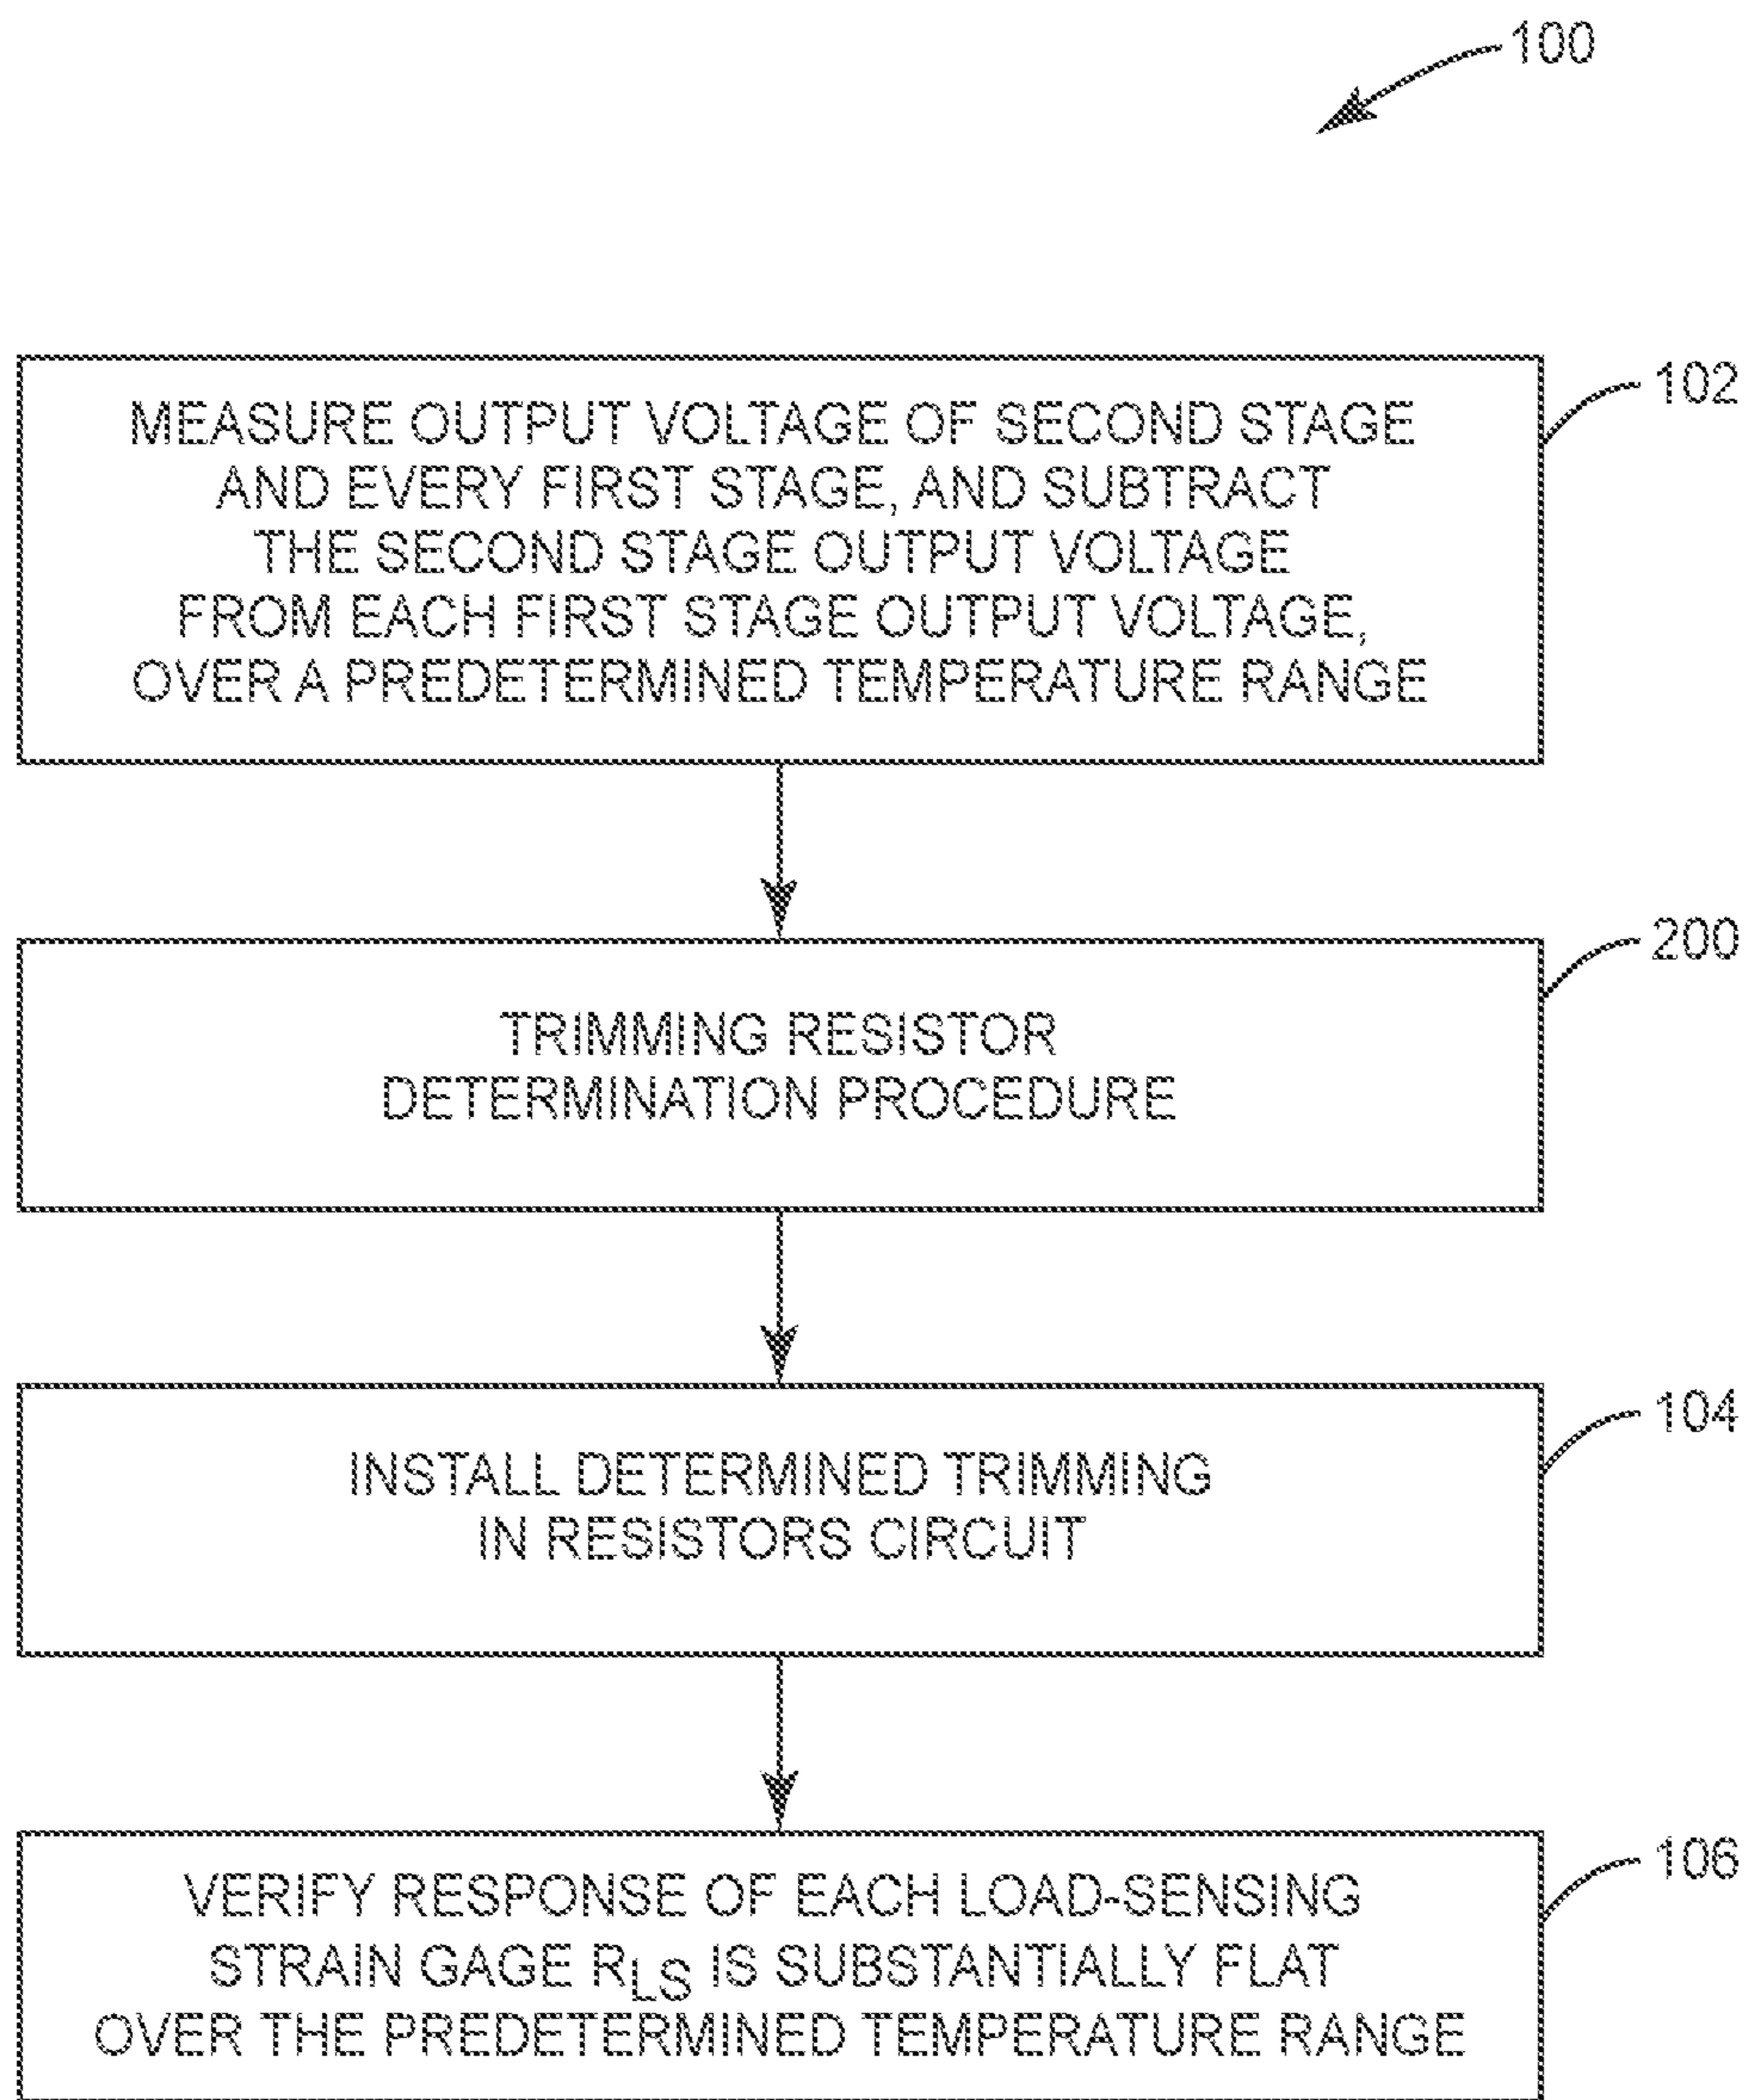 100
MEASURE OUTPUT VOLTAGE OF SECOND STAGE
AND EVERY FIRST STAGE, AND SUBTRACT
THE SECOND STAGE OUTPUT VOLTAGE
FROM EACH FIRST STAGE OUTPUT VOLTAGE,
OVER A PREDETERMINED TEMPERATURE RANGE
102
TRIMMING RESISTOR
DETERMINATION PROCEDURE
200
INSTALL DETERMINED TRIMMING
IN RESISTORS CIRCUIT
104
VERIFY RESPONSE OF EACH LOAD-SENSING
STRAIN GAGE RLS IS SUBSTANTIALLY FLAT
OVER THE PREDETERMINED TEMPERATURE RANGE
106